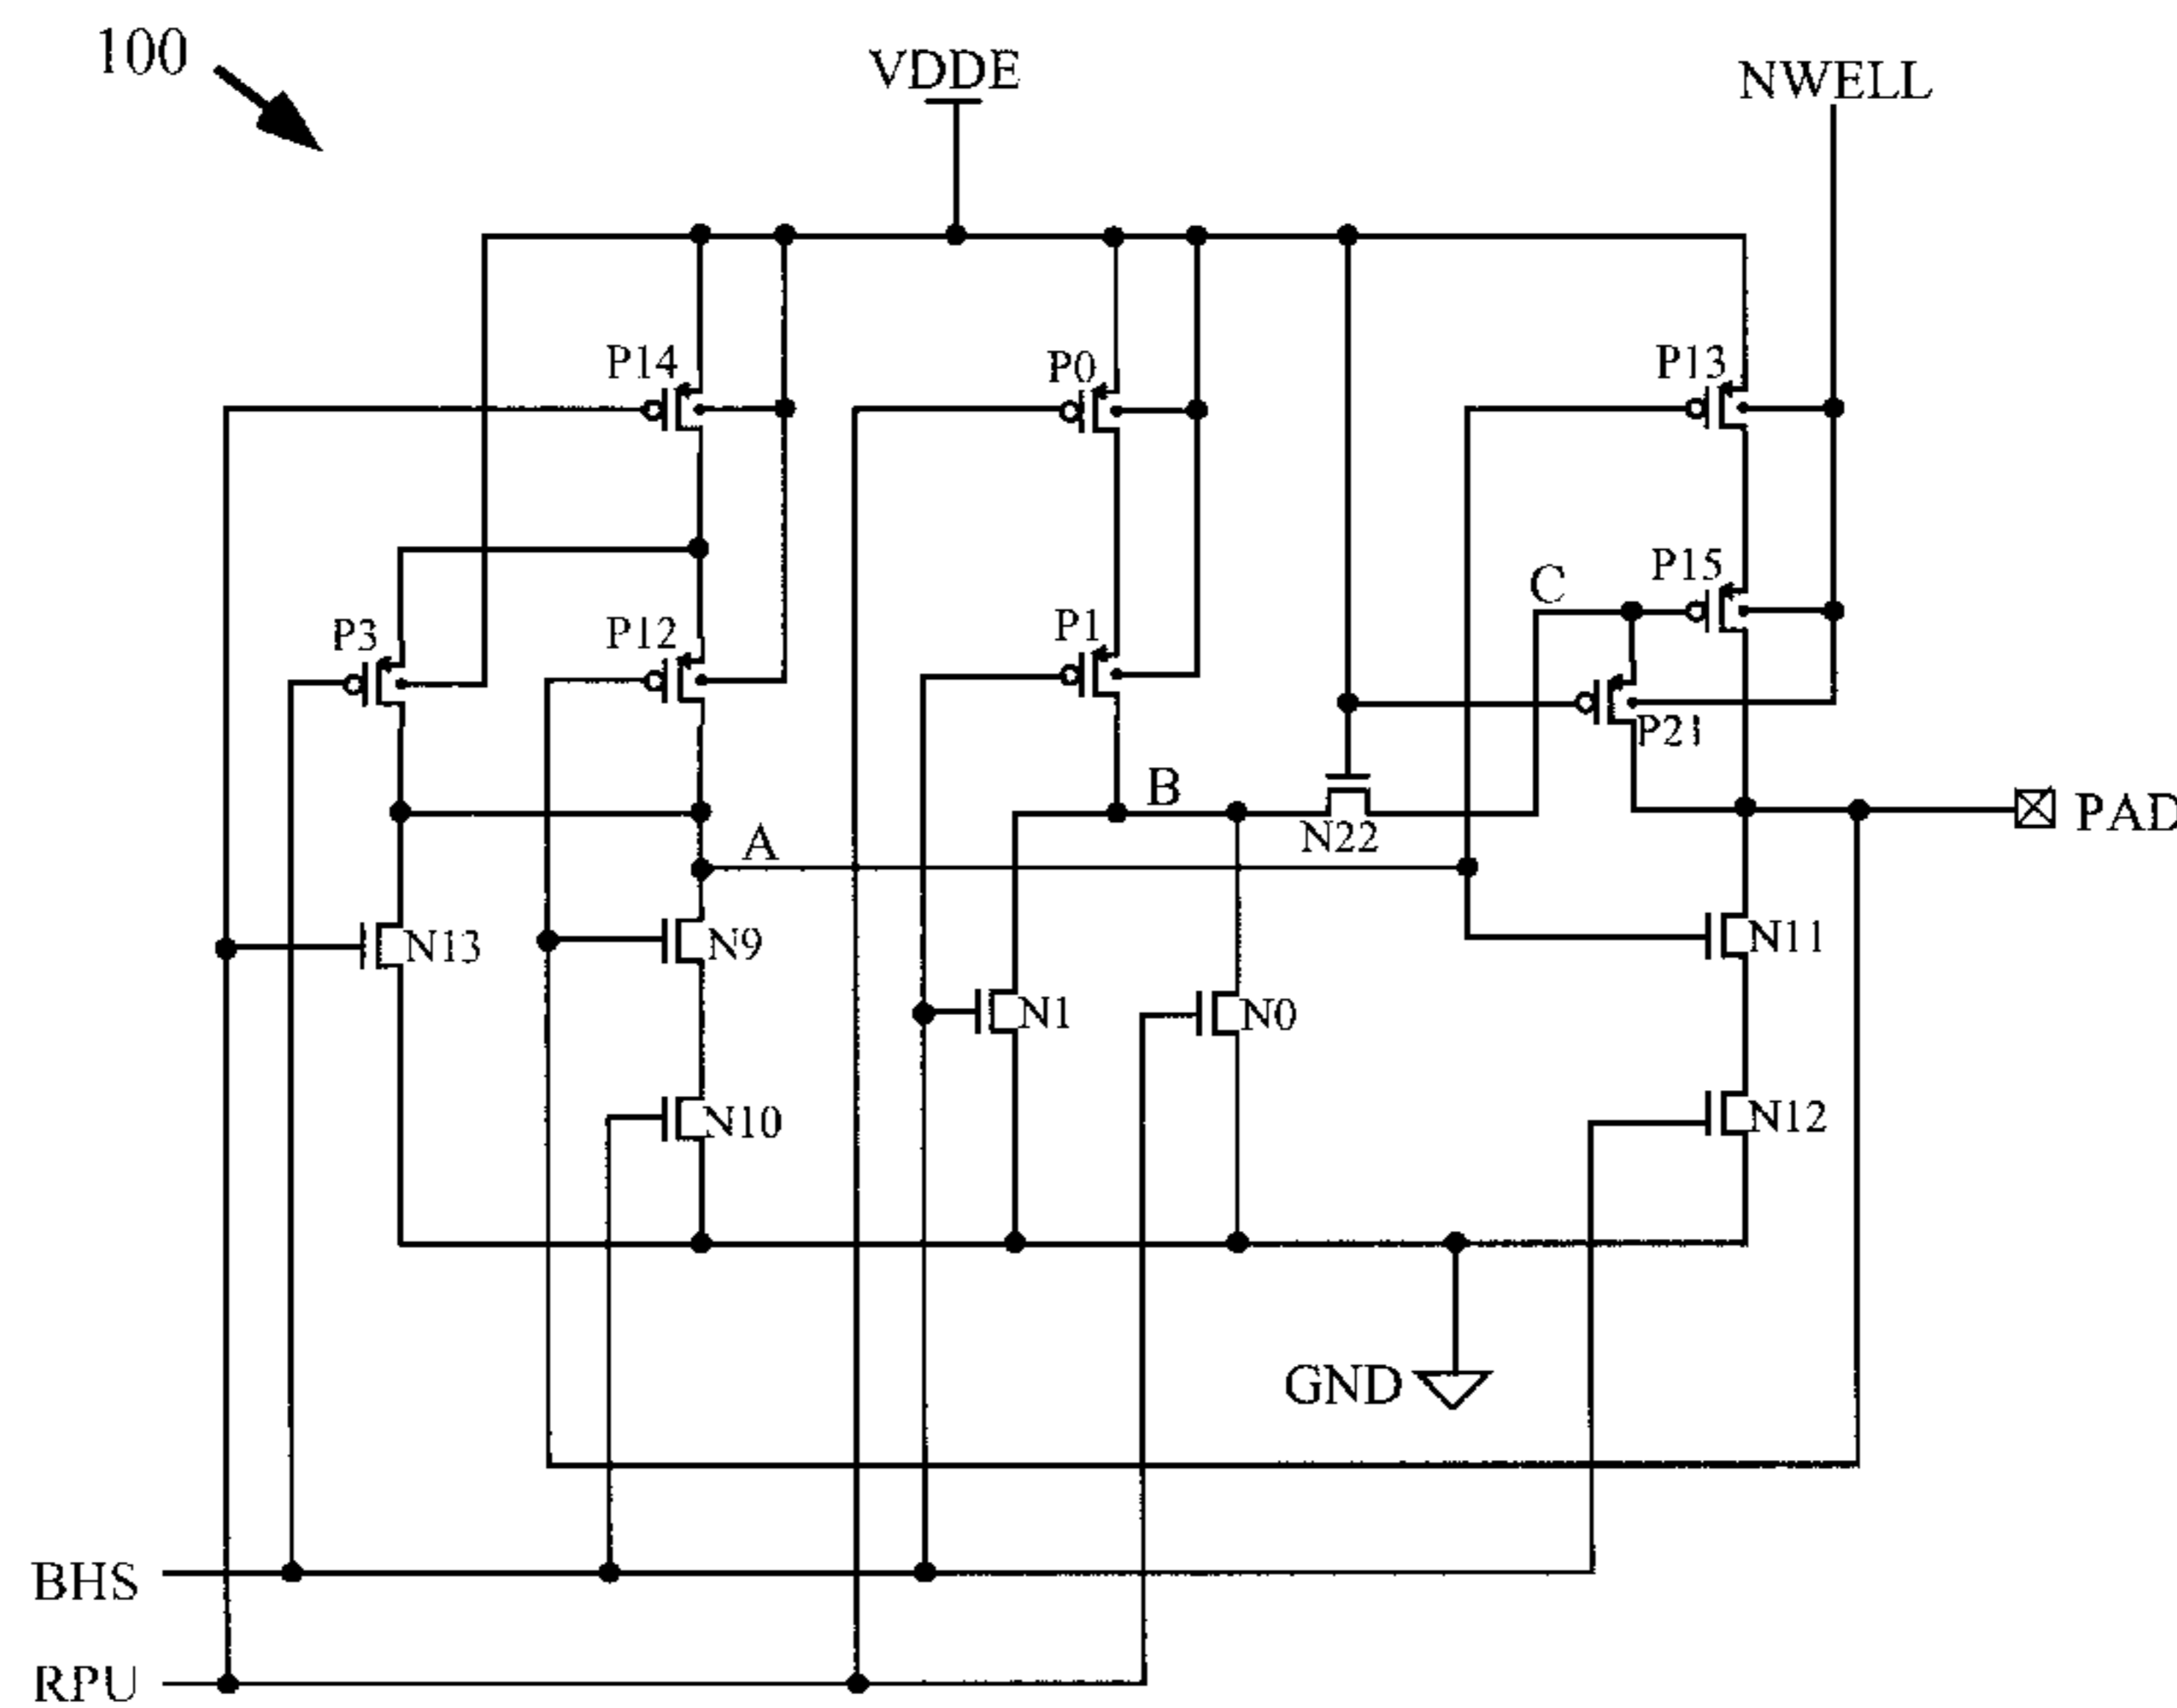 100
VDDE
NWELL
P14
P0
P13
P3
P12
P1
C
P15
P21
B
A
N22
PAD
N13
N9
N1
N0
N11
N10
N12
GND
BHS
RPU